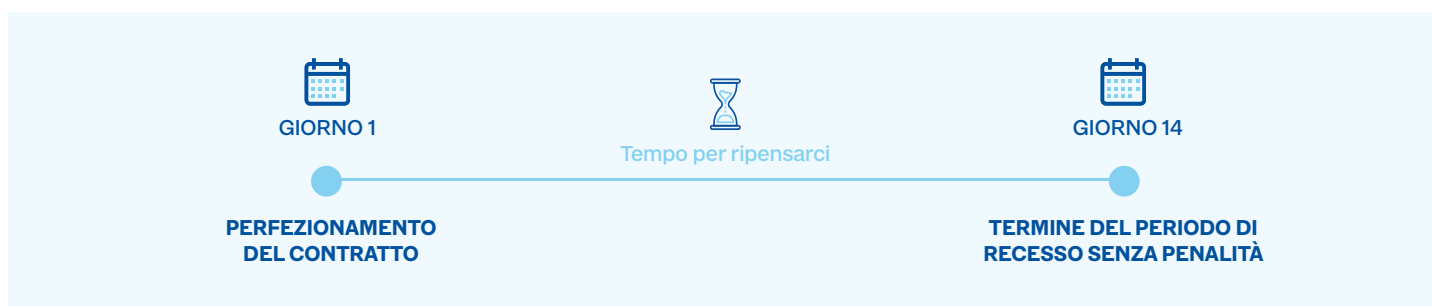 GIORNO 1
Tempo per ripensarci
GIORNO 14
PERFEZIONAMENTO
DEL CONTRATTO
TERMINE DEL PERIODO DI
RECESSO SENZA PENALITÀ